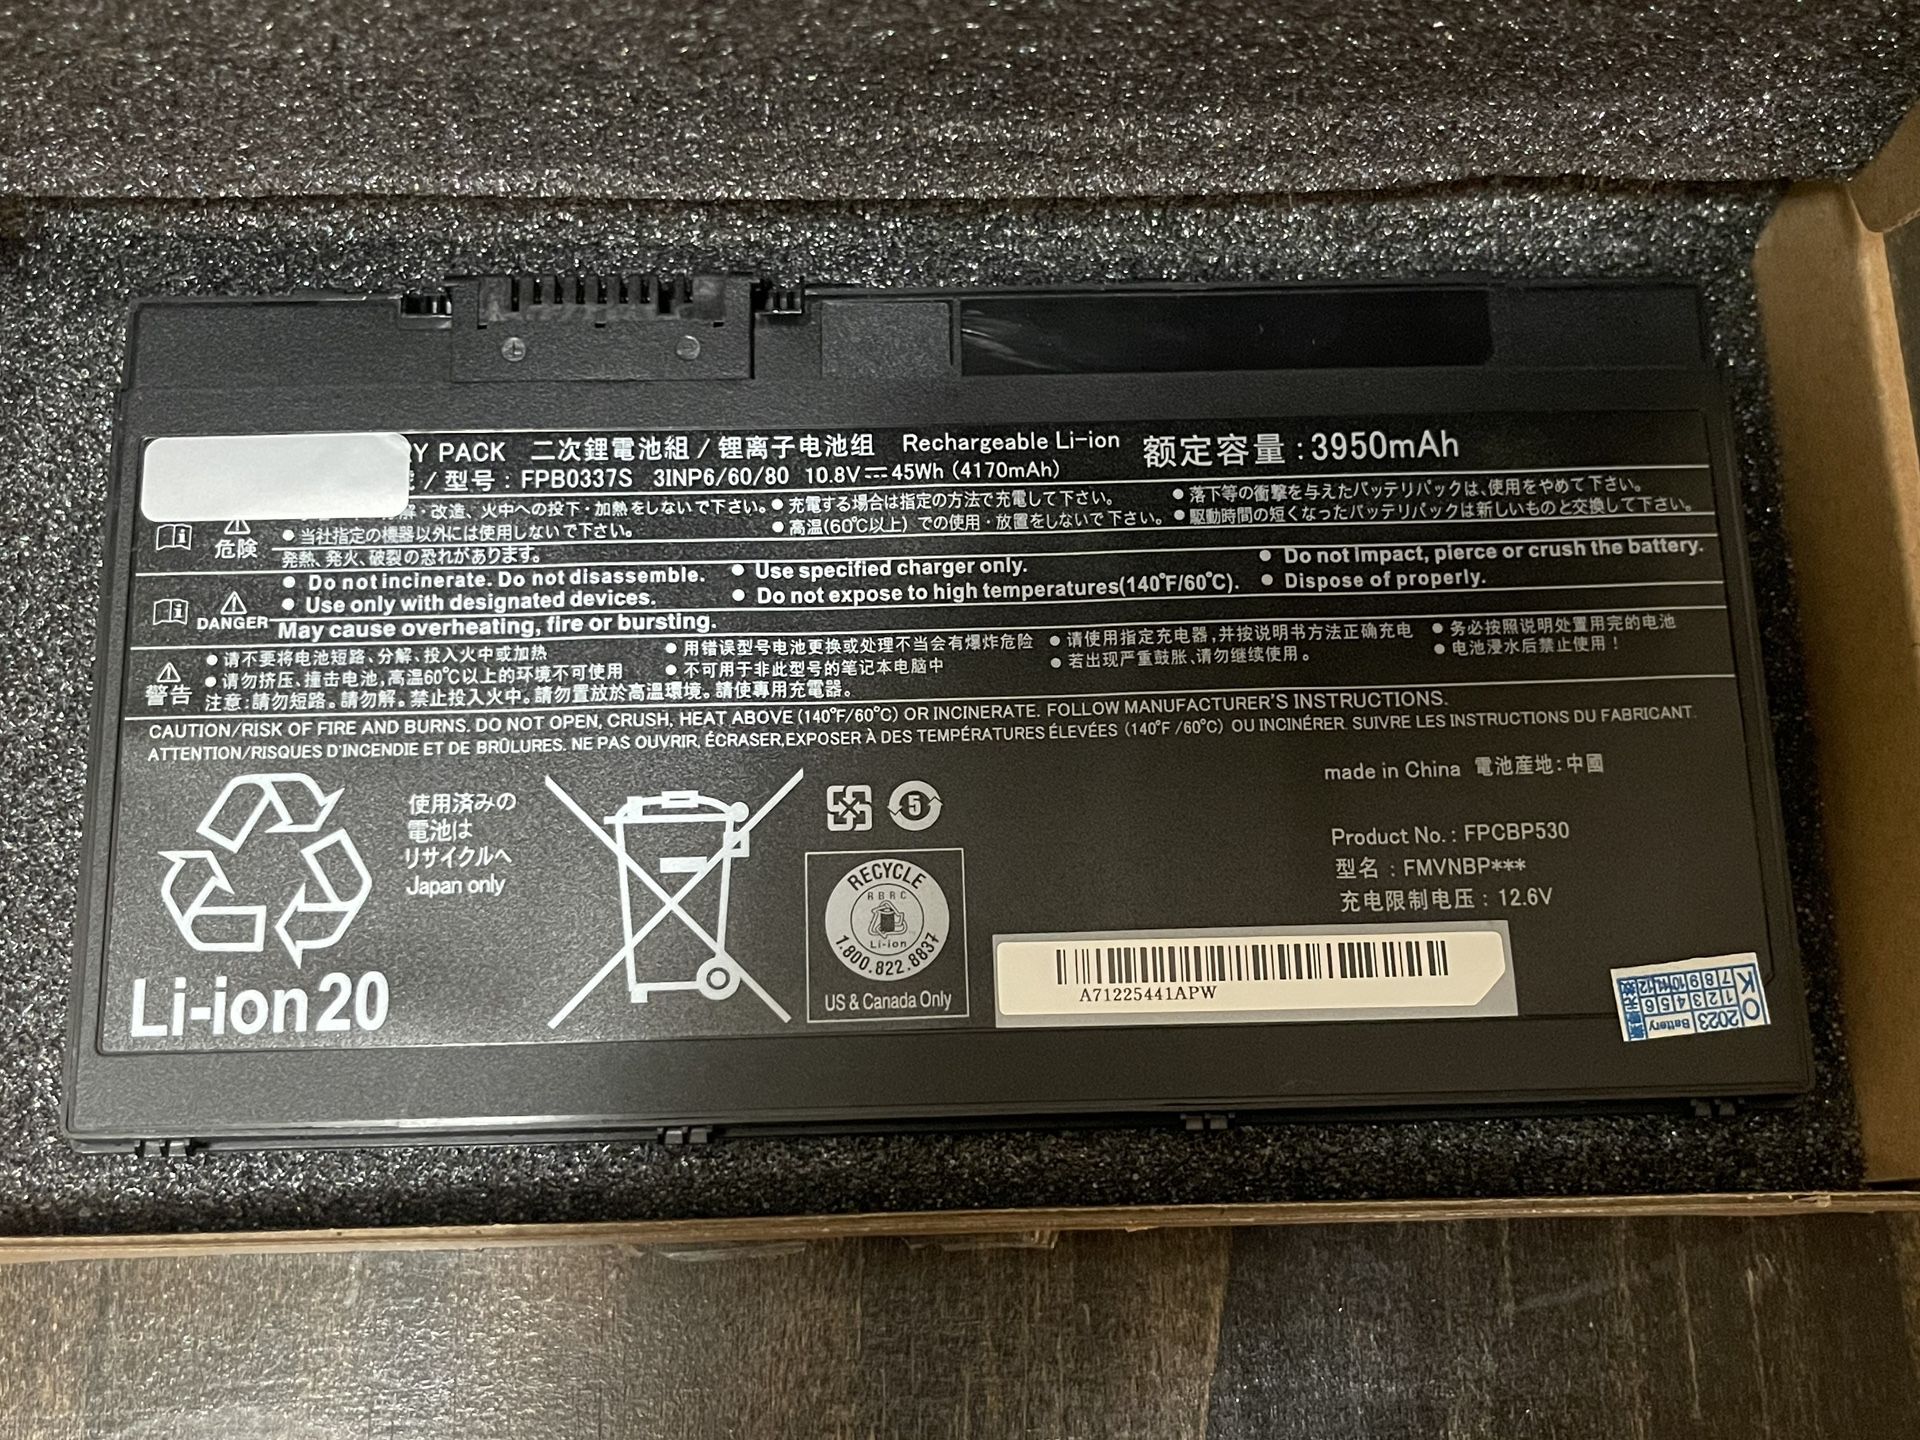 Y PACK 二次鋰電池組 / 锂离子电池组 Rechargeable Li-ion 额定容量 : 3950mAh
/ 型号 : FPB0337S 3INP6/60/80 10.8V 45Wh (4170mAh)
・改造、火中への投下・加熱をしないで下さい。
● 当社指定の機器以外には使用しないで下さい。
● 充電する場合は指定の方法で充電して下さい。
● 高温(60℃以上) での使用・放置をしないで下さい。
● 落下等の衝撃を与えたバッテリパックは、使用をやめて下さい。
● 駆動時間の短くなったバッテリパックは新しいものと交換して下さい。
危険
発熱、発火、破裂の恐れがあります。
● Do not incinerate. Do not disassemble.
● Use only with designated devices.
● Use specified charger only.
● Do not expose to high temperatures(140°F/60°C).
● Do not impact, pierce or crush the battery.
● Dispose of properly.
DANGER
May cause overheating, fire or bursting.
● 请不要将电池短路、分解、投入火中或加热
● 请勿挤压、撞击电池,高温60℃以上的环境不可使用
● 用错误型号电池更换或处理不当会有爆炸危险
● 不可用于非此型号的笔记本电脑中
● 请使用指定充电器,并按说明书方法正确充电
● 若出现严重鼓胀、请勿继续使用。
● 务必按照说明处置用完的电池
● 电池浸水后禁止使用！
警告
注意:請勿短路。請勿解。禁止投入火中。請勿置放於高溫環境。請使專用充電器。
CAUTION/RISK OF FIRE AND BURNS. DO NOT OPEN, CRUSH, HEAT ABOVE (140°F/60°C) OR INCINERATE. FOLLOW MANUFACTURER'S INSTRUCTIONS.
ATTENTION/RISQUES D'INCENDIE ET DE BRÛLURES. NE PAS OUVRIR, ÉCRASER,EXPOSER À DES TEMPÉRATURES ÉLEVÉES (140°F /60°C) OU INCINÉRER. SUIVRE LES INSTRUCTIONS DU FABRICANT.
made in China 電池産地:中國
使用済みの
電池は
リサイクルへ
Japan only
Li-ion20
5
RECYCLE
RBRC
Li-ion
1.800.822.8837
US & Canada Only
Product No. : FPCBP530
型名 : FMVNBP***
充电限制电压 : 12.6V
A71225441APW
OK
2023
Battery
1 2 3 4 5 6
7 8 9 10 11 12